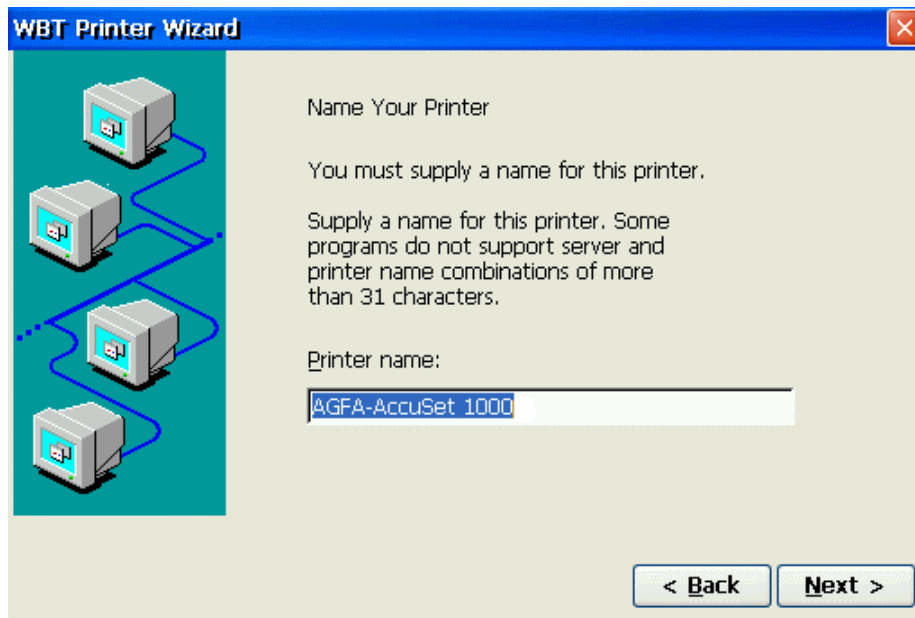 WBT Printer Wizard
Name Your Printer
You must supply a name for this printer.
Supply a name for this printer. Some
programs do not support server and
printer name combinations of more
than 31 characters.
Printer name:
AGFA-AccuSet 1000
< Back
Next >